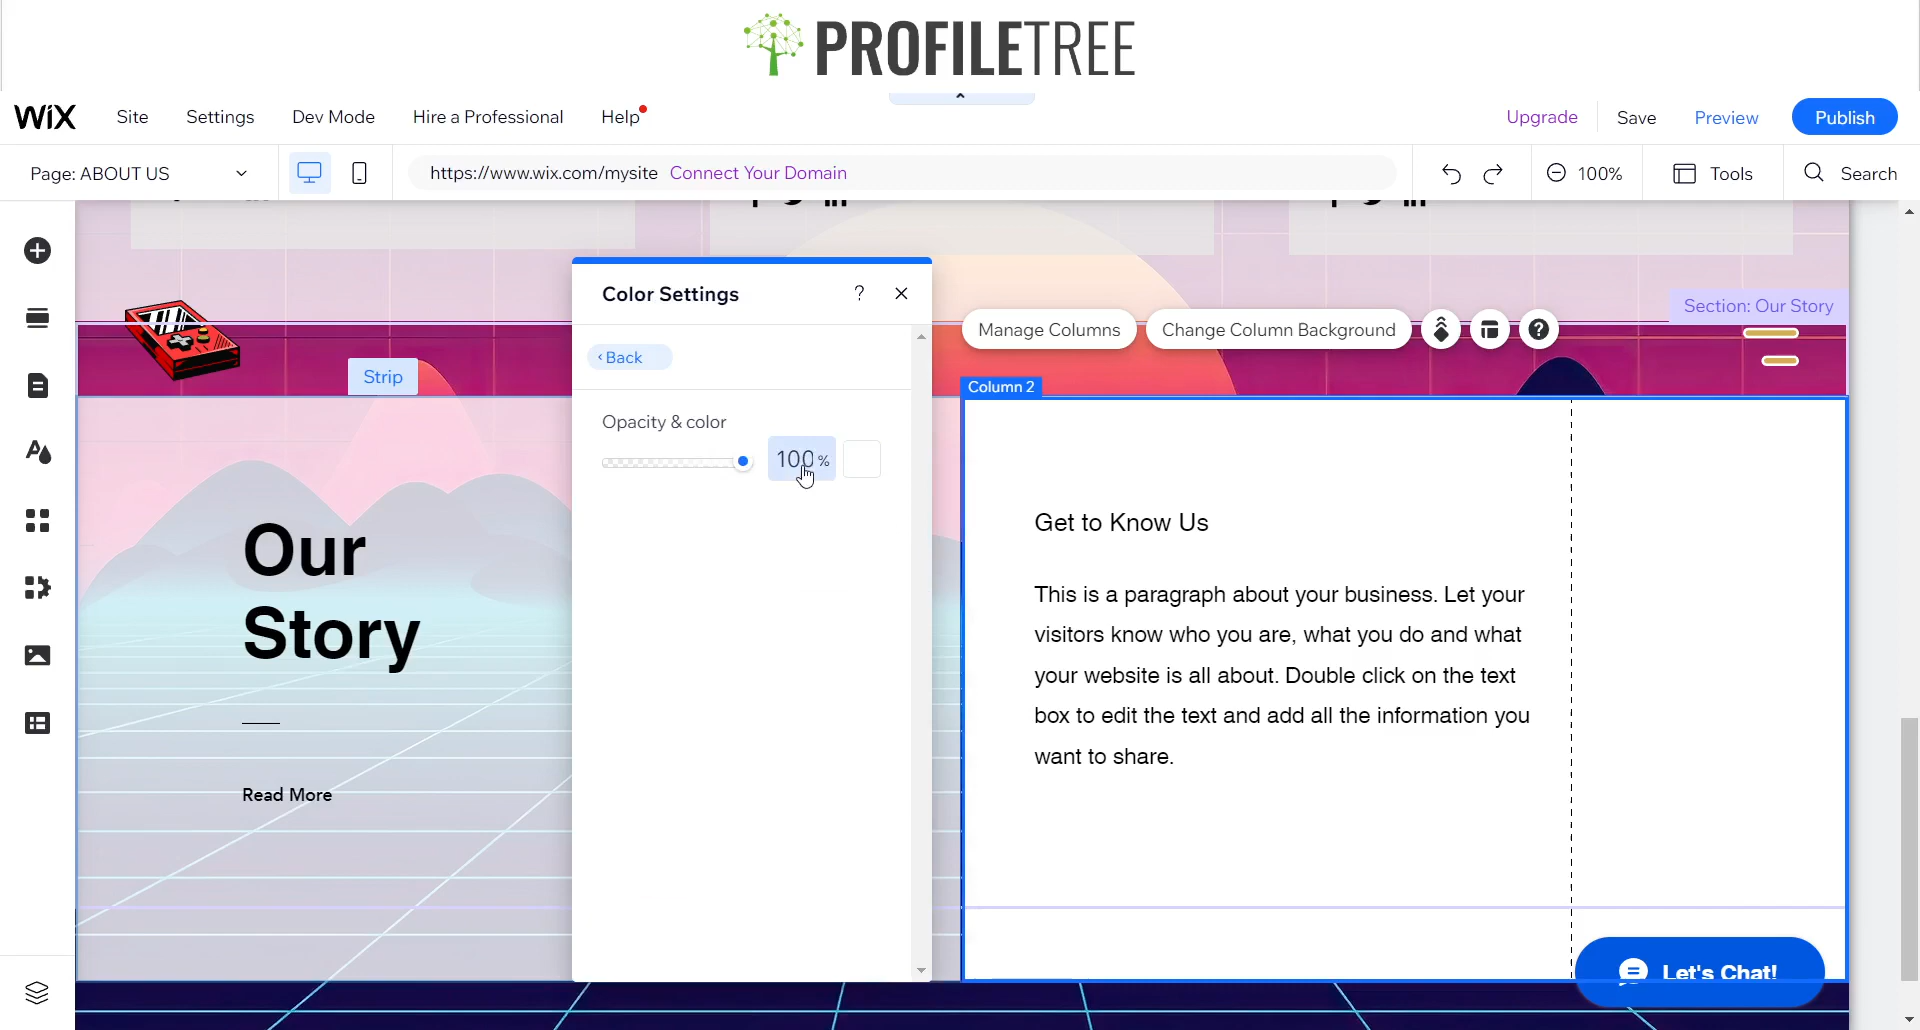 PROFILETREE
WiX
Site
Settings
Dev Mode
Hire a Professional
Help
Upgrade
Save
Preview
Publish
Page: ABOUT US
https://www.wix.com/mysite Connect Your Domain
100%
Tools
Search
Color Settings
?
‹Back
Opacity & color
100%
Manage Columns
Change Column Background
?
Section: Our Story
Strip
Column 2
Our
Story
Read More
Get to Know Us
This is a paragraph about your business. Let your
visitors know who you are, what you do and what
your website is all about. Double click on the text
box to edit the text and add all the information you
want to share.
Let's Chat!